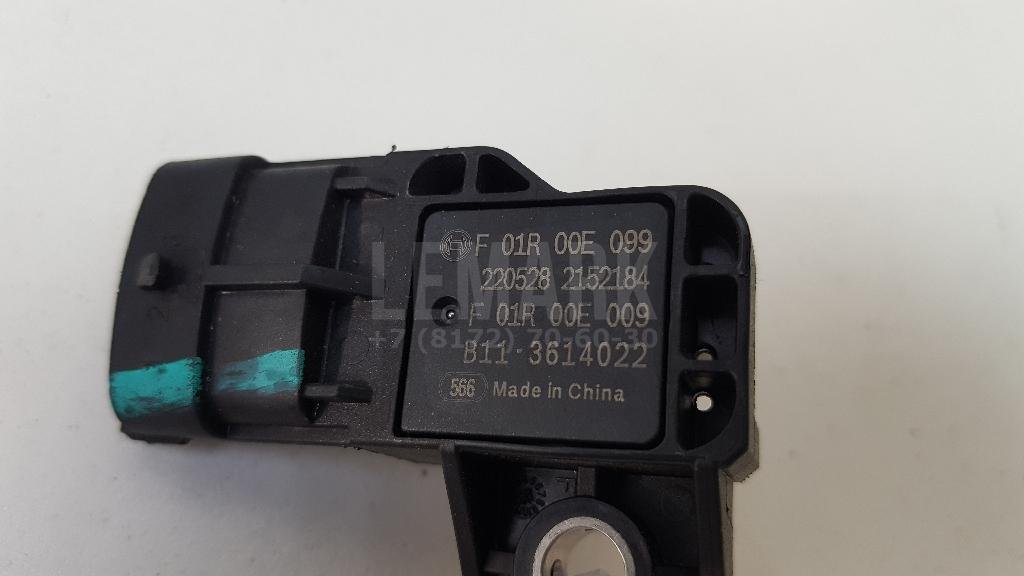 F 01R 00E 099
220528 2152184
F 01R 00E 009
B11-3614022
566 Made in China
LEMARK
+7 (8172) 70-60-30